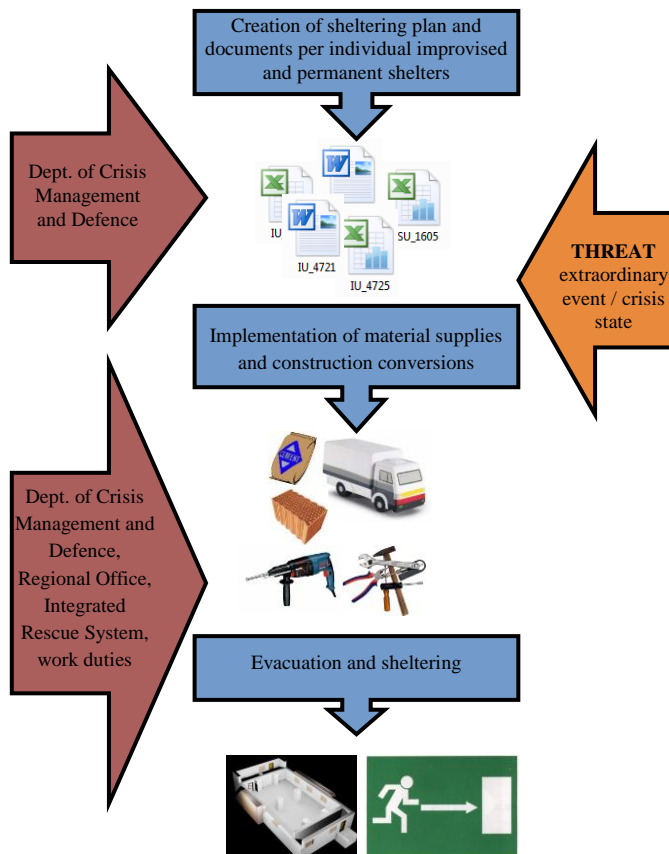 Creation of sheltering plan and
documents per individual improvised
and permanent shelters
Dept. of Crisis
Management
and Defence
IU_
SU_1605
IU_4721
IU_4725
THREAT
extraordinary
event / crisis
state
Implementation of material supplies
and construction conversions
CEMENT
Dept. of Crisis
Management and
Defence,
Regional Office,
Integrated
Rescue System,
work duties
Evacuation and sheltering